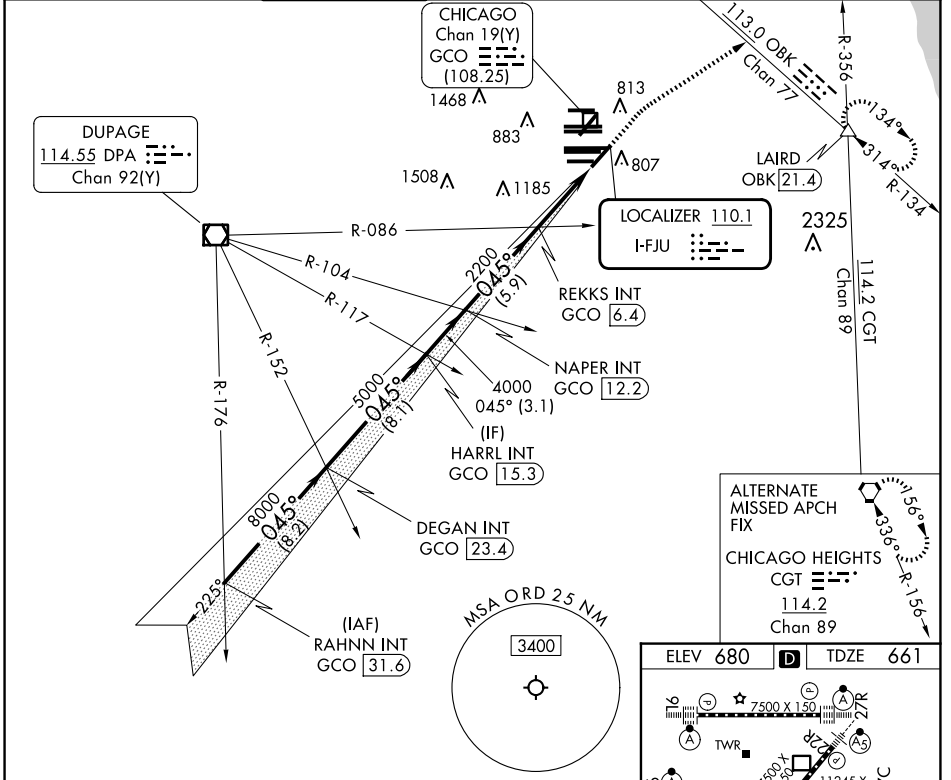 CHICAGO
Chan 19(Y)
GCO
(108.25)
113.0 OBK
Chan 77
R-356
1468
883
813
807
134°
314°
R-134
DUPAGE
114.55 DPA
Chan 92(Y)
1508
1185
LAIRD
OBK 21.4
LOCALIZER 110.1
I-FJU
2325
R-086
R-104
R-117
R-152
R-176
2200
045°
(5.9)
REKKS INT
GCO 6.4
114.2 CGT
Chan 89
NAPER INT
GCO 12.2
4000
045° (3.1)
5000
045°
(8.1)
(IF)
HARRL INT
GCO 15.3
8000
045°
(8.2)
DEGAN INT
GCO 23.4
225°
(IAF)
RAHNN INT
GCO 31.6
MSA ORD 25 NM
3400
ALTERNATE
MISSED APCH
FIX
CHICAGO HEIGHTS
CGT
114.2
Chan 89
156°
336°
R-156
ELEV 680
D
TDZE 661
P
P
A
9L
7500 X 150
27R
A
TWR
22R
A5
P
11245 X